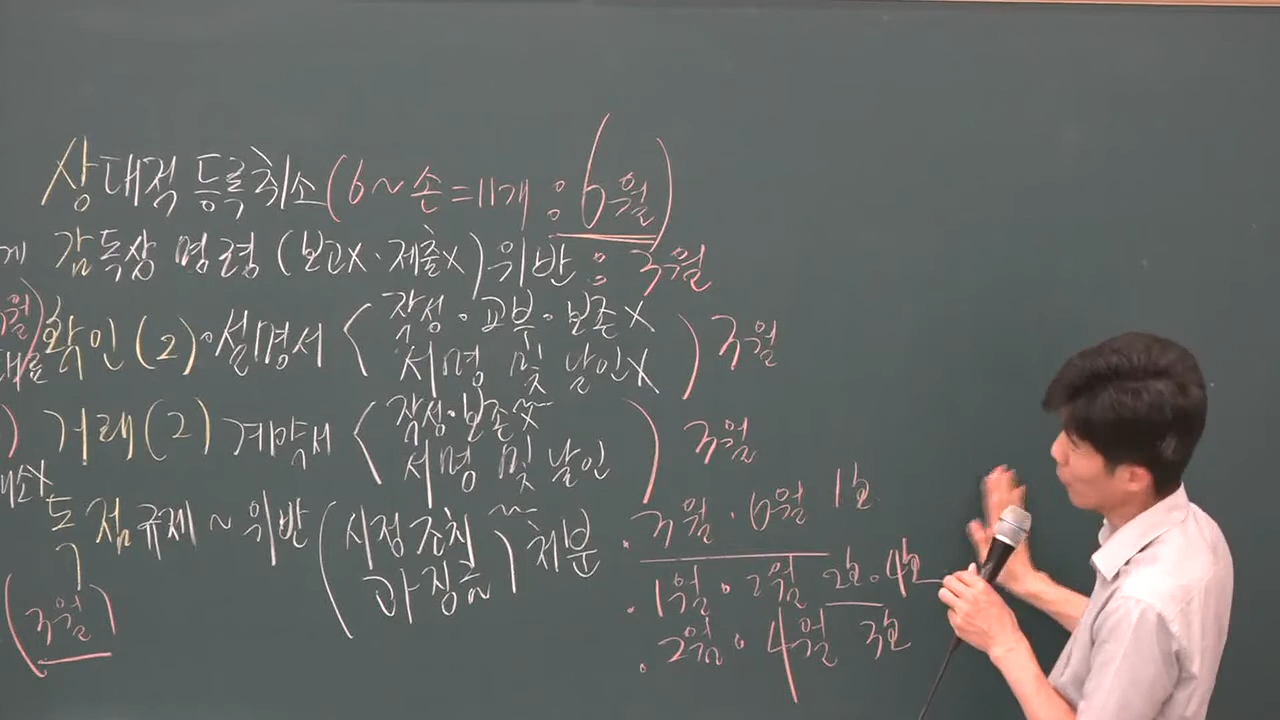 상대적 등록취소 (6~손=11개 : 6월)
게 감독상 명령 (보고X·제출X) 위반 : 3월
월) 확인(2)·설명서 < 작성·교부·보존X
서명 및 날인X ) 3월
) 거래(2) 계약서 < 작성·보존X
서명 및 날인 ) 3월
독점규제~위반 (시정조치
과징금) 처분
(3월)
· 3월·6월 1호
· 1월·2월 2호·4호
· 2월·4월 3호